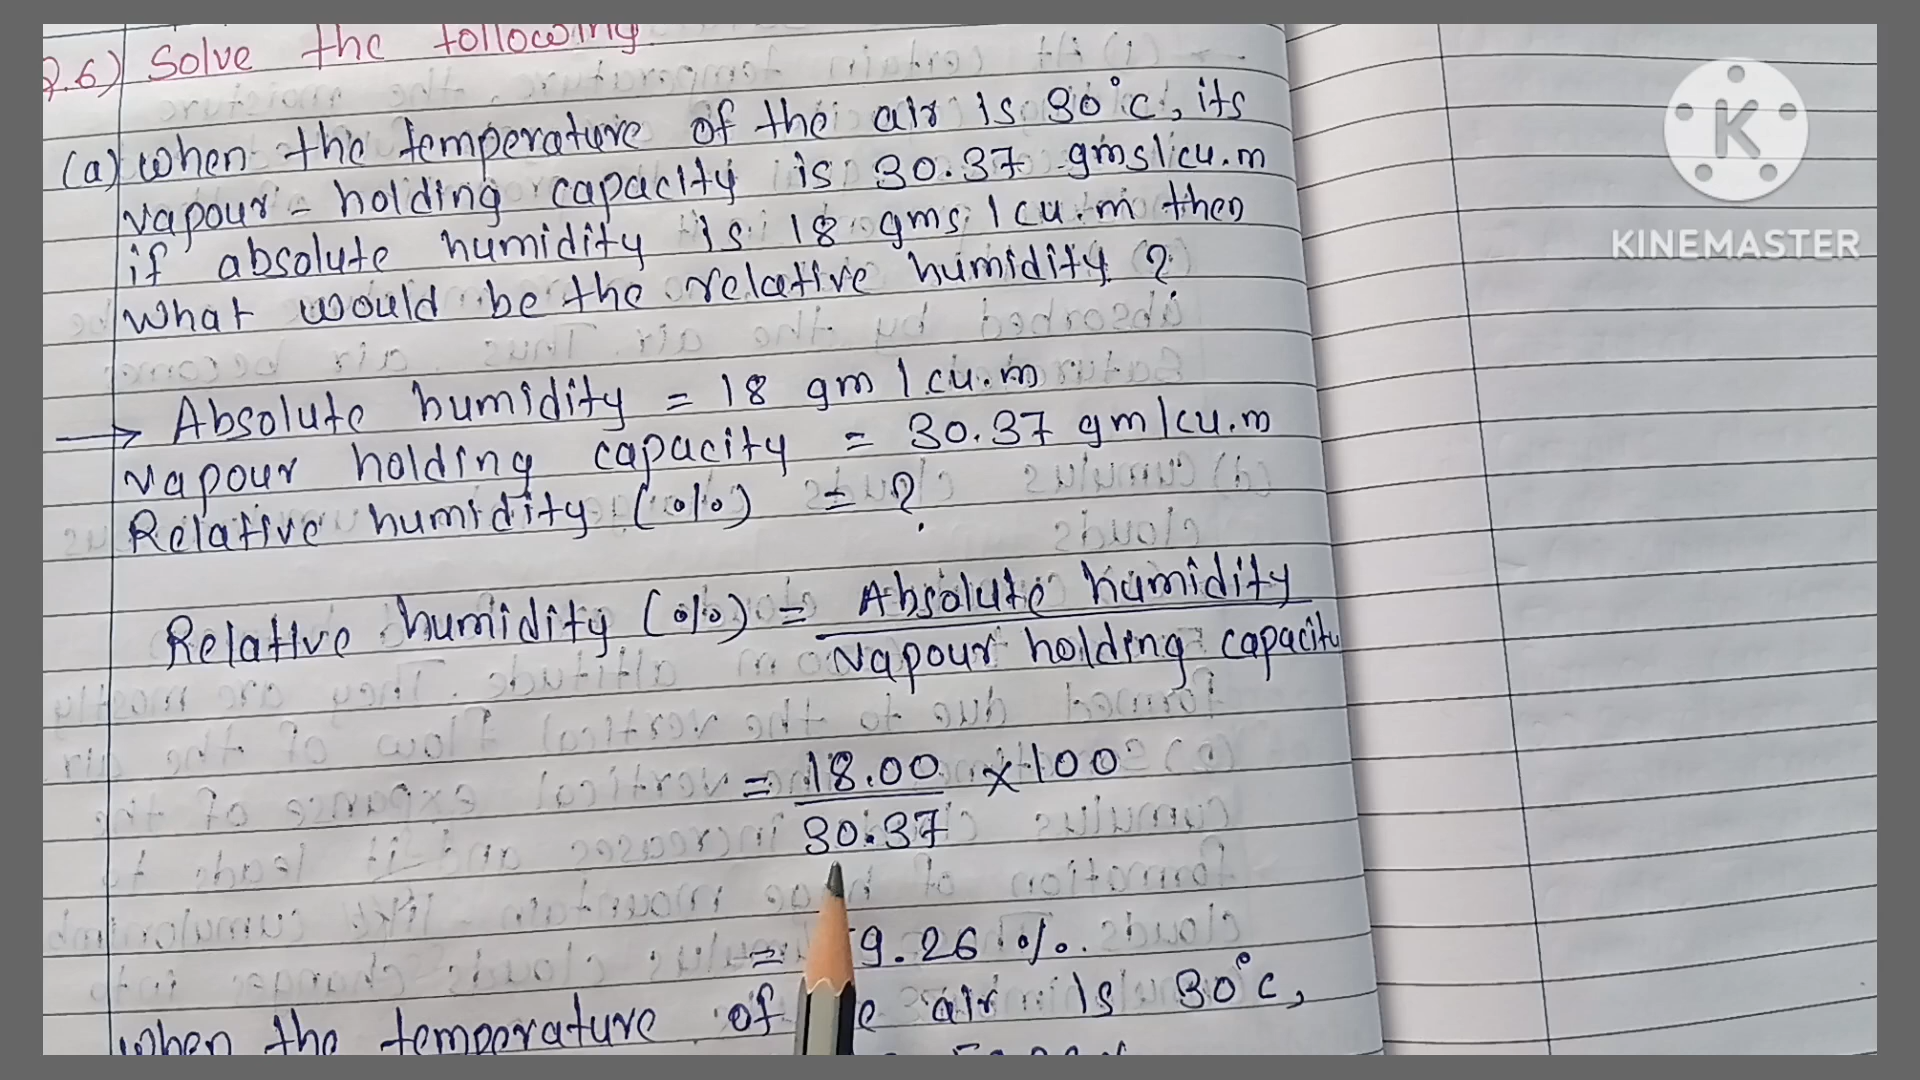 Q.6) Solve the following.
(a) when the temperature of the air is 30°c, its
vapour-holding capacity is 30.37 gms/cu.m
if absolute humidity is 18 gms/cu.m then
what would be the relative humidity?
→ Absolute humidity = 18 gm/cu.m
vapour holding capacity = 30.37 gm/cu.m
Relative humidity (%) = ?
Relative humidity (%) = Absolute humidity
vapour holding capacity
= 18.00 × 100
30.37
= 9.26 %.
when the temperature of air is 30°c,
KINEMASTER